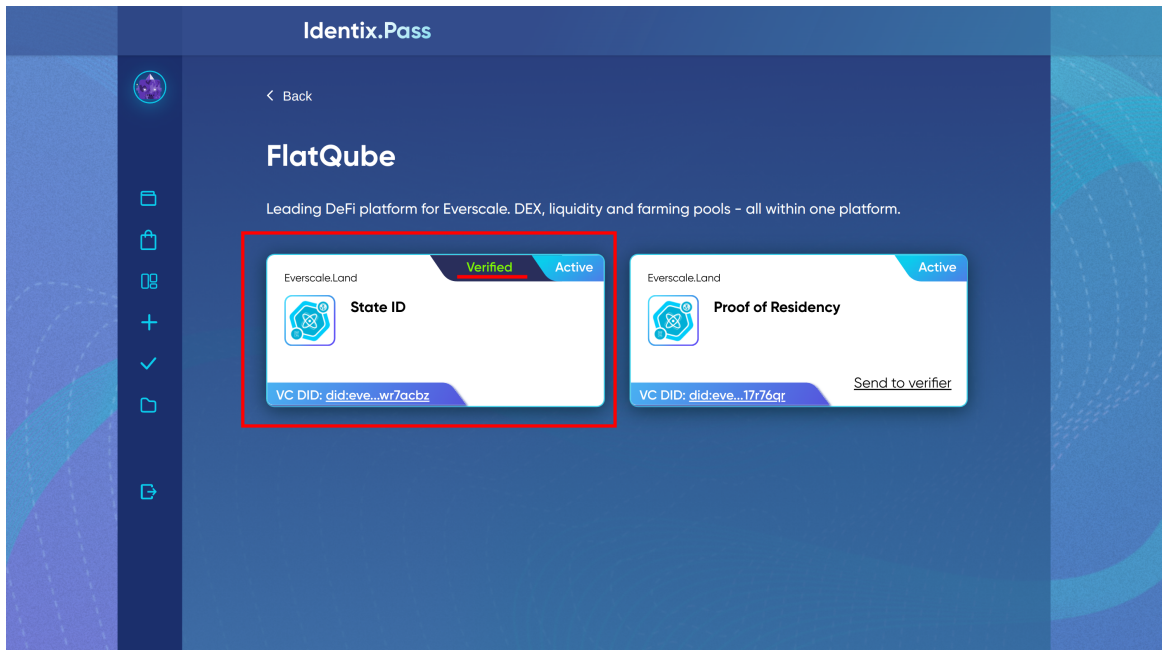 Identix.Pass
Back
FlatQube
Leading DeFi platform for Everscale. DEX, liquidity and farming pools - all within one platform.
Everscale.Land
Verified
Active
State ID
VC DID: did:eve...wr7acbz
Everscale.Land
Active
Proof of Residency
Send to verifier
VC DID: did:eve...17r76qr